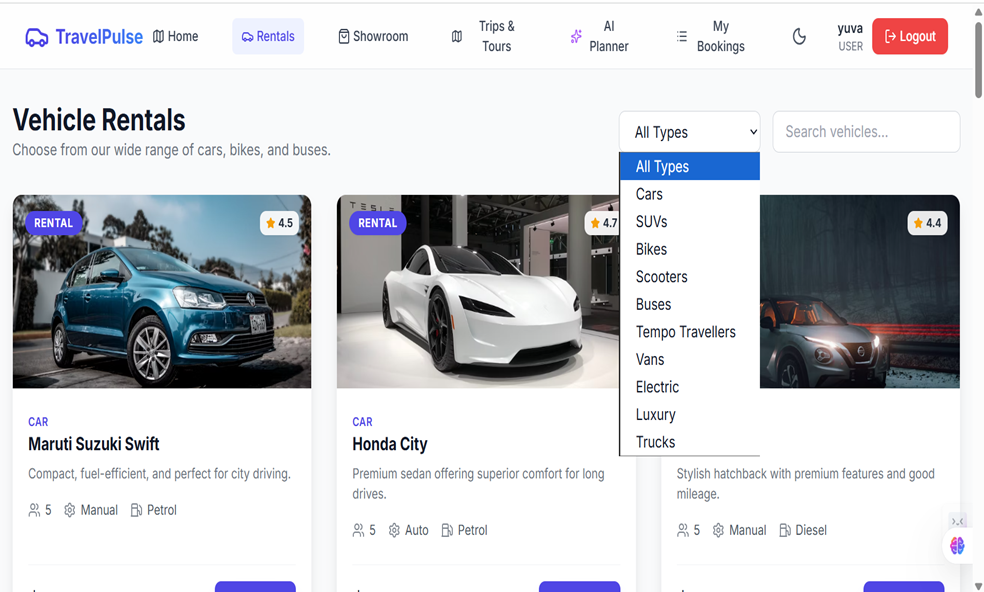 TravelPulse
Home
Rentals
Showroom
Trips &
Tours
AI
Planner
My
Bookings
yuva
USER
Logout
Vehicle Rentals
Choose from our wide range of cars, bikes, and buses.
All Types
Search vehicles...
All Types
Cars
SUVs
Bikes
Scooters
Buses
Tempo Travellers
Vans
Electric
Luxury
Trucks
RENTAL
4.5
CAR
Maruti Suzuki Swift
Compact, fuel-efficient, and perfect for city driving.
5 Manual Petrol
TESLA
RENTAL
4.7
CAR
Honda City
Premium sedan offering superior comfort for long
drives.
5 Auto Petrol
4.4
Stylish hatchback with premium features and good
mileage.
5 Manual Diesel